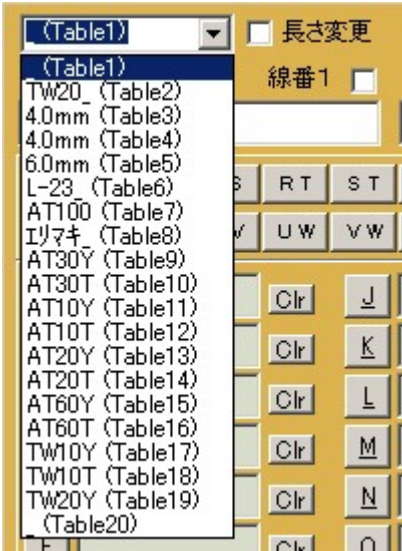 _ (Table1)
長さ変更
_ (Table1)
線番1
TW20_ (Table2)
4.0mm (Table3)
4.0mm (Table4)
6.0mm (Table5)
L-23_ (Table6)
RT ST
AT100 (Table7)
エリマキ_ (Table8)
UW VW
AT30Y (Table9)
AT30T (Table10)
Clr J
AT10Y (Table11)
AT10T (Table12)
Clr K
AT20Y (Table13)
AT20T (Table14)
AT60Y (Table15)
Clr L
AT60T (Table16)
TW10Y (Table17)
Clr M
TW10T (Table18)
TW20Y (Table19)
Clr N
_ (Table20)
Clr